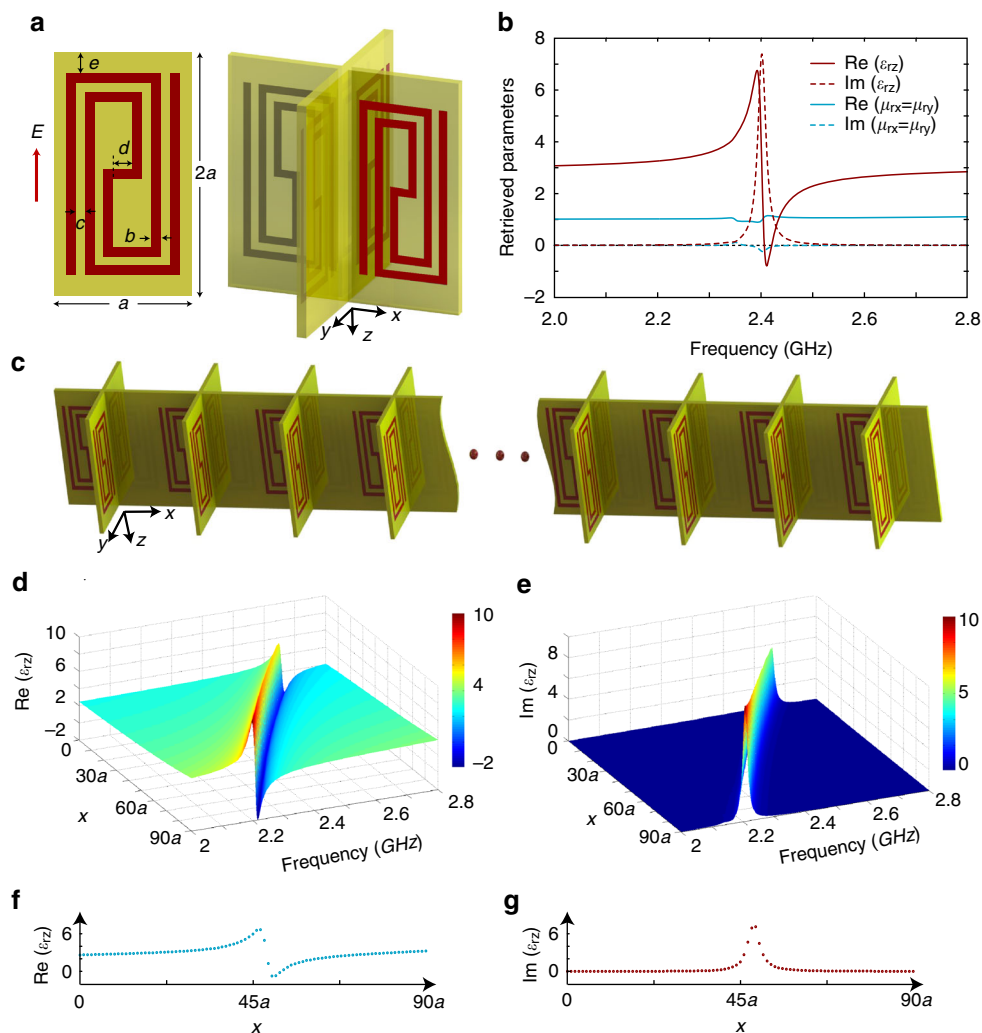 a
e
E
d
2a
c
b
a
x
y
z
b
8
6
4
2
0
−2
Retrieved parameters
Re (εrz)
Im (εrz)
Re (μrx=μry)
Im (μrx=μry)
2.0
2.2
2.4
2.6
2.8
Frequency (GHz)
c
x
y
z
d
10
6
2
−2
Re (εrz)
0
30a
60a
90a
x
2
2.2
2.4
2.6
2.8
Frequency (GHz)
10
4
−2
e
8
4
0
Im (εrz)
0
30a
60a
90a
x
2
2.2
2.4
2.6
2.8
Frequency (GHz)
10
5
0
f
Re (εrz)
6
0
0
45a
90a
x
g
Im (εrz)
6
0
0
45a
90a
x